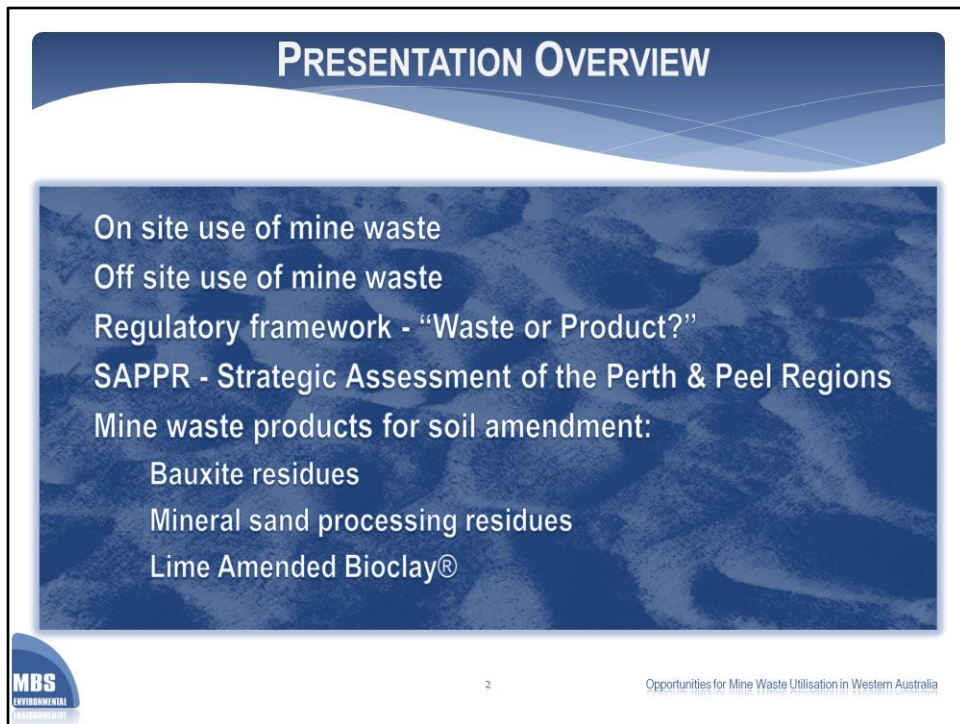 PRESENTATION OVERVIEW
On site use of mine waste
Off site use of mine waste
Regulatory framework - “Waste or Product?”
SAPPR - Strategic Assessment of the Perth & Peel Regions
Mine waste products for soil amendment:
Bauxite residues
Mineral sand processing residues
Lime Amended Bioclay®
MBS
ENVIRONMENTAL
2
Opportunities for Mine Waste Utilisation in Western Australia